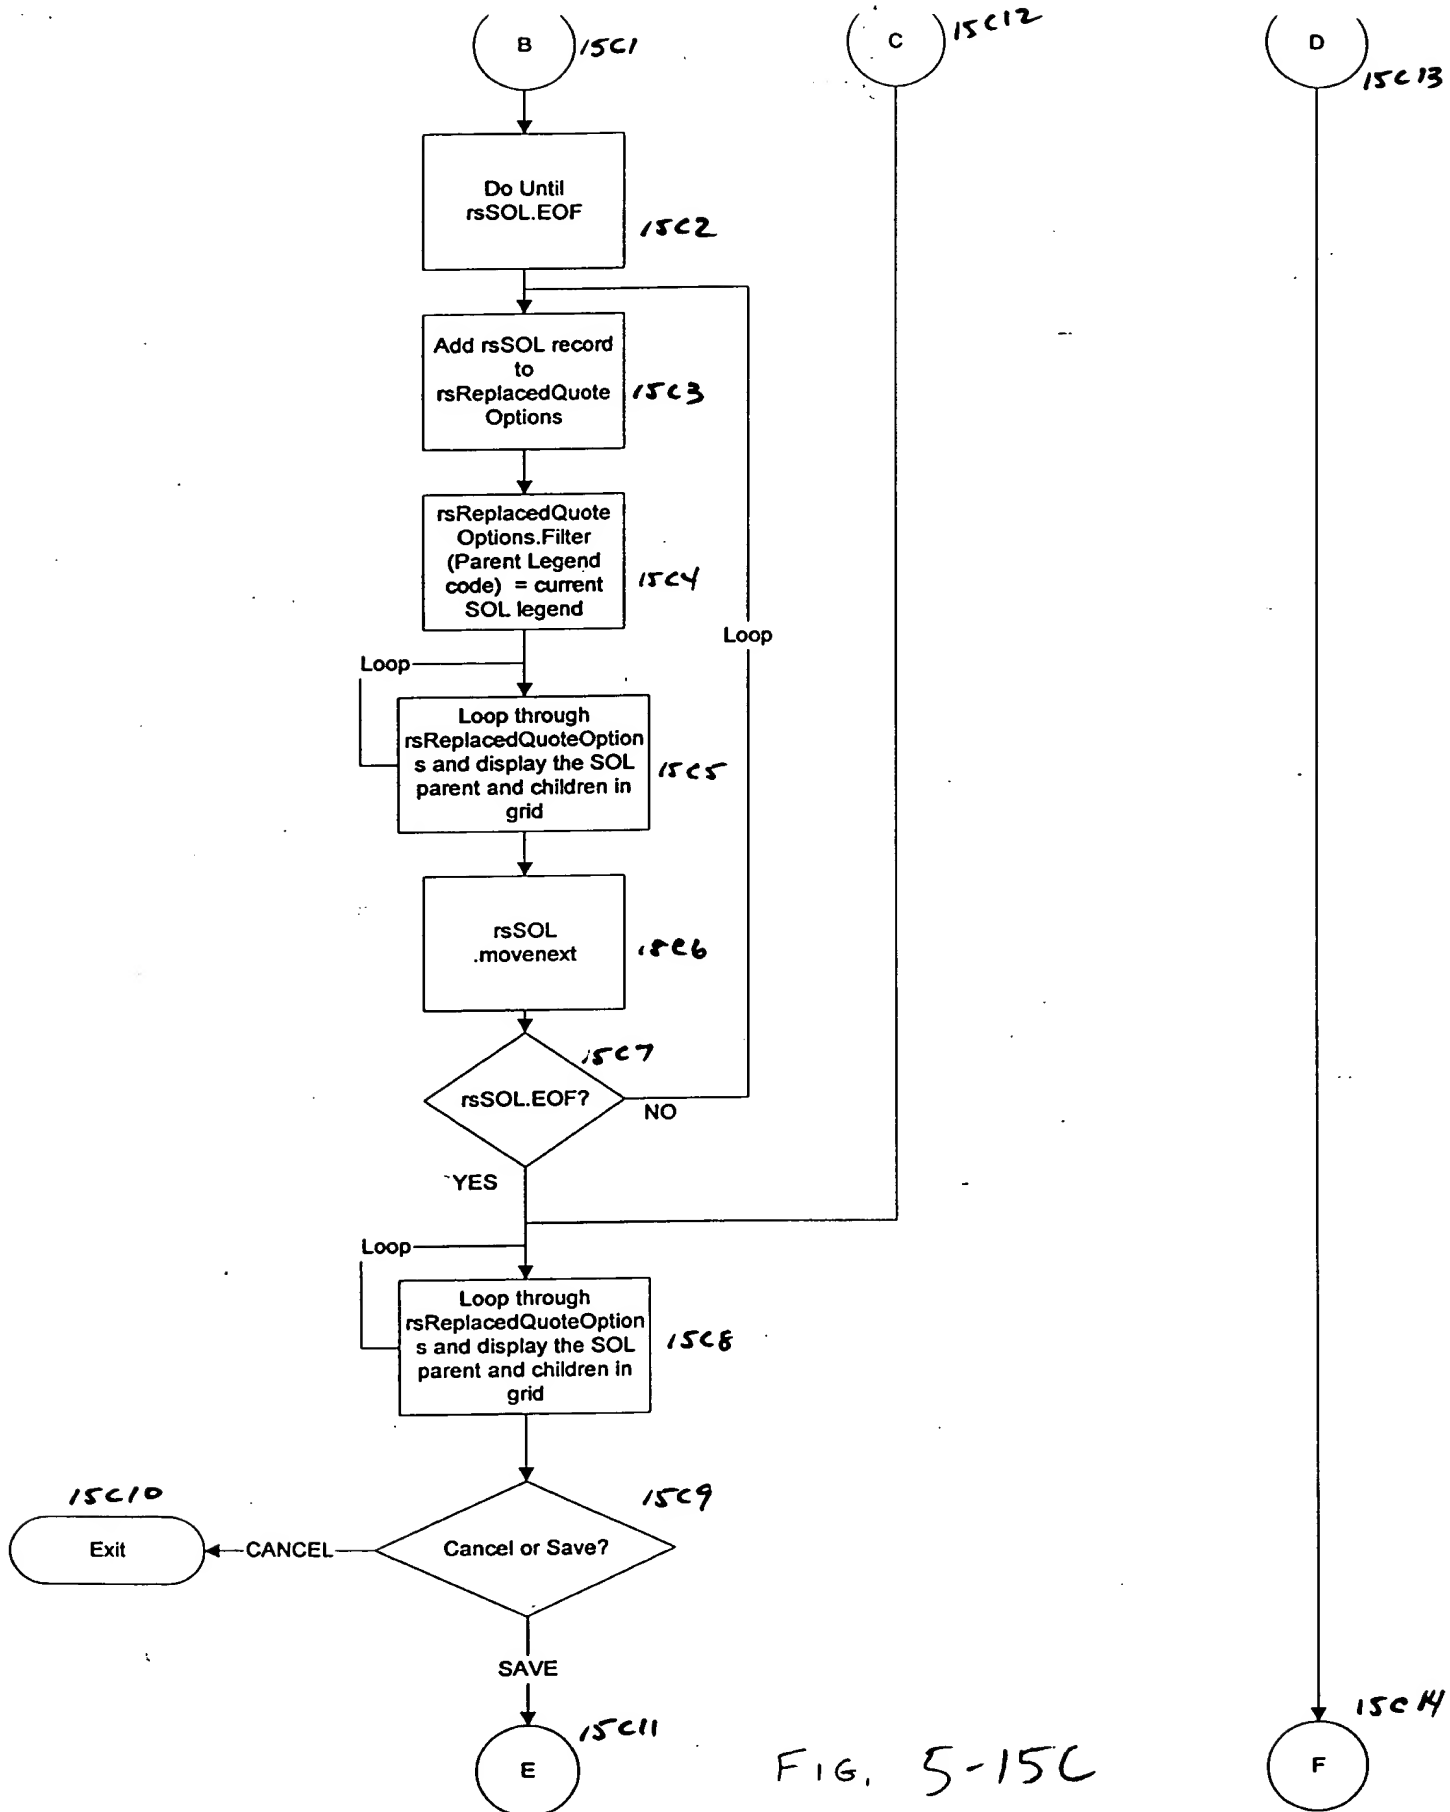 B
15C1
C
15C12
D
15C13
Do Until
rsSOL.EOF
15C2
Add rsSOL record
to
rsReplacedQuote
Options
15C3
rsReplacedQuote
Options.Filter
(Parent Legend
code) = current
SOL legend
15C4
Loop
Loop
Loop through
rsReplacedQuoteOption
s and display the SOL
parent and children in
grid
15C5
rsSOL
.movenext
18C6
15C7
rsSOL.EOF?
NO
YES
Loop
Loop through
rsReplacedQuoteOption
s and display the SOL
parent and children in
grid
15C8
15C10
15C9
Exit
CANCEL
Cancel or Save?
SAVE
15C11
15C14
E
FIG. 5-15C
F